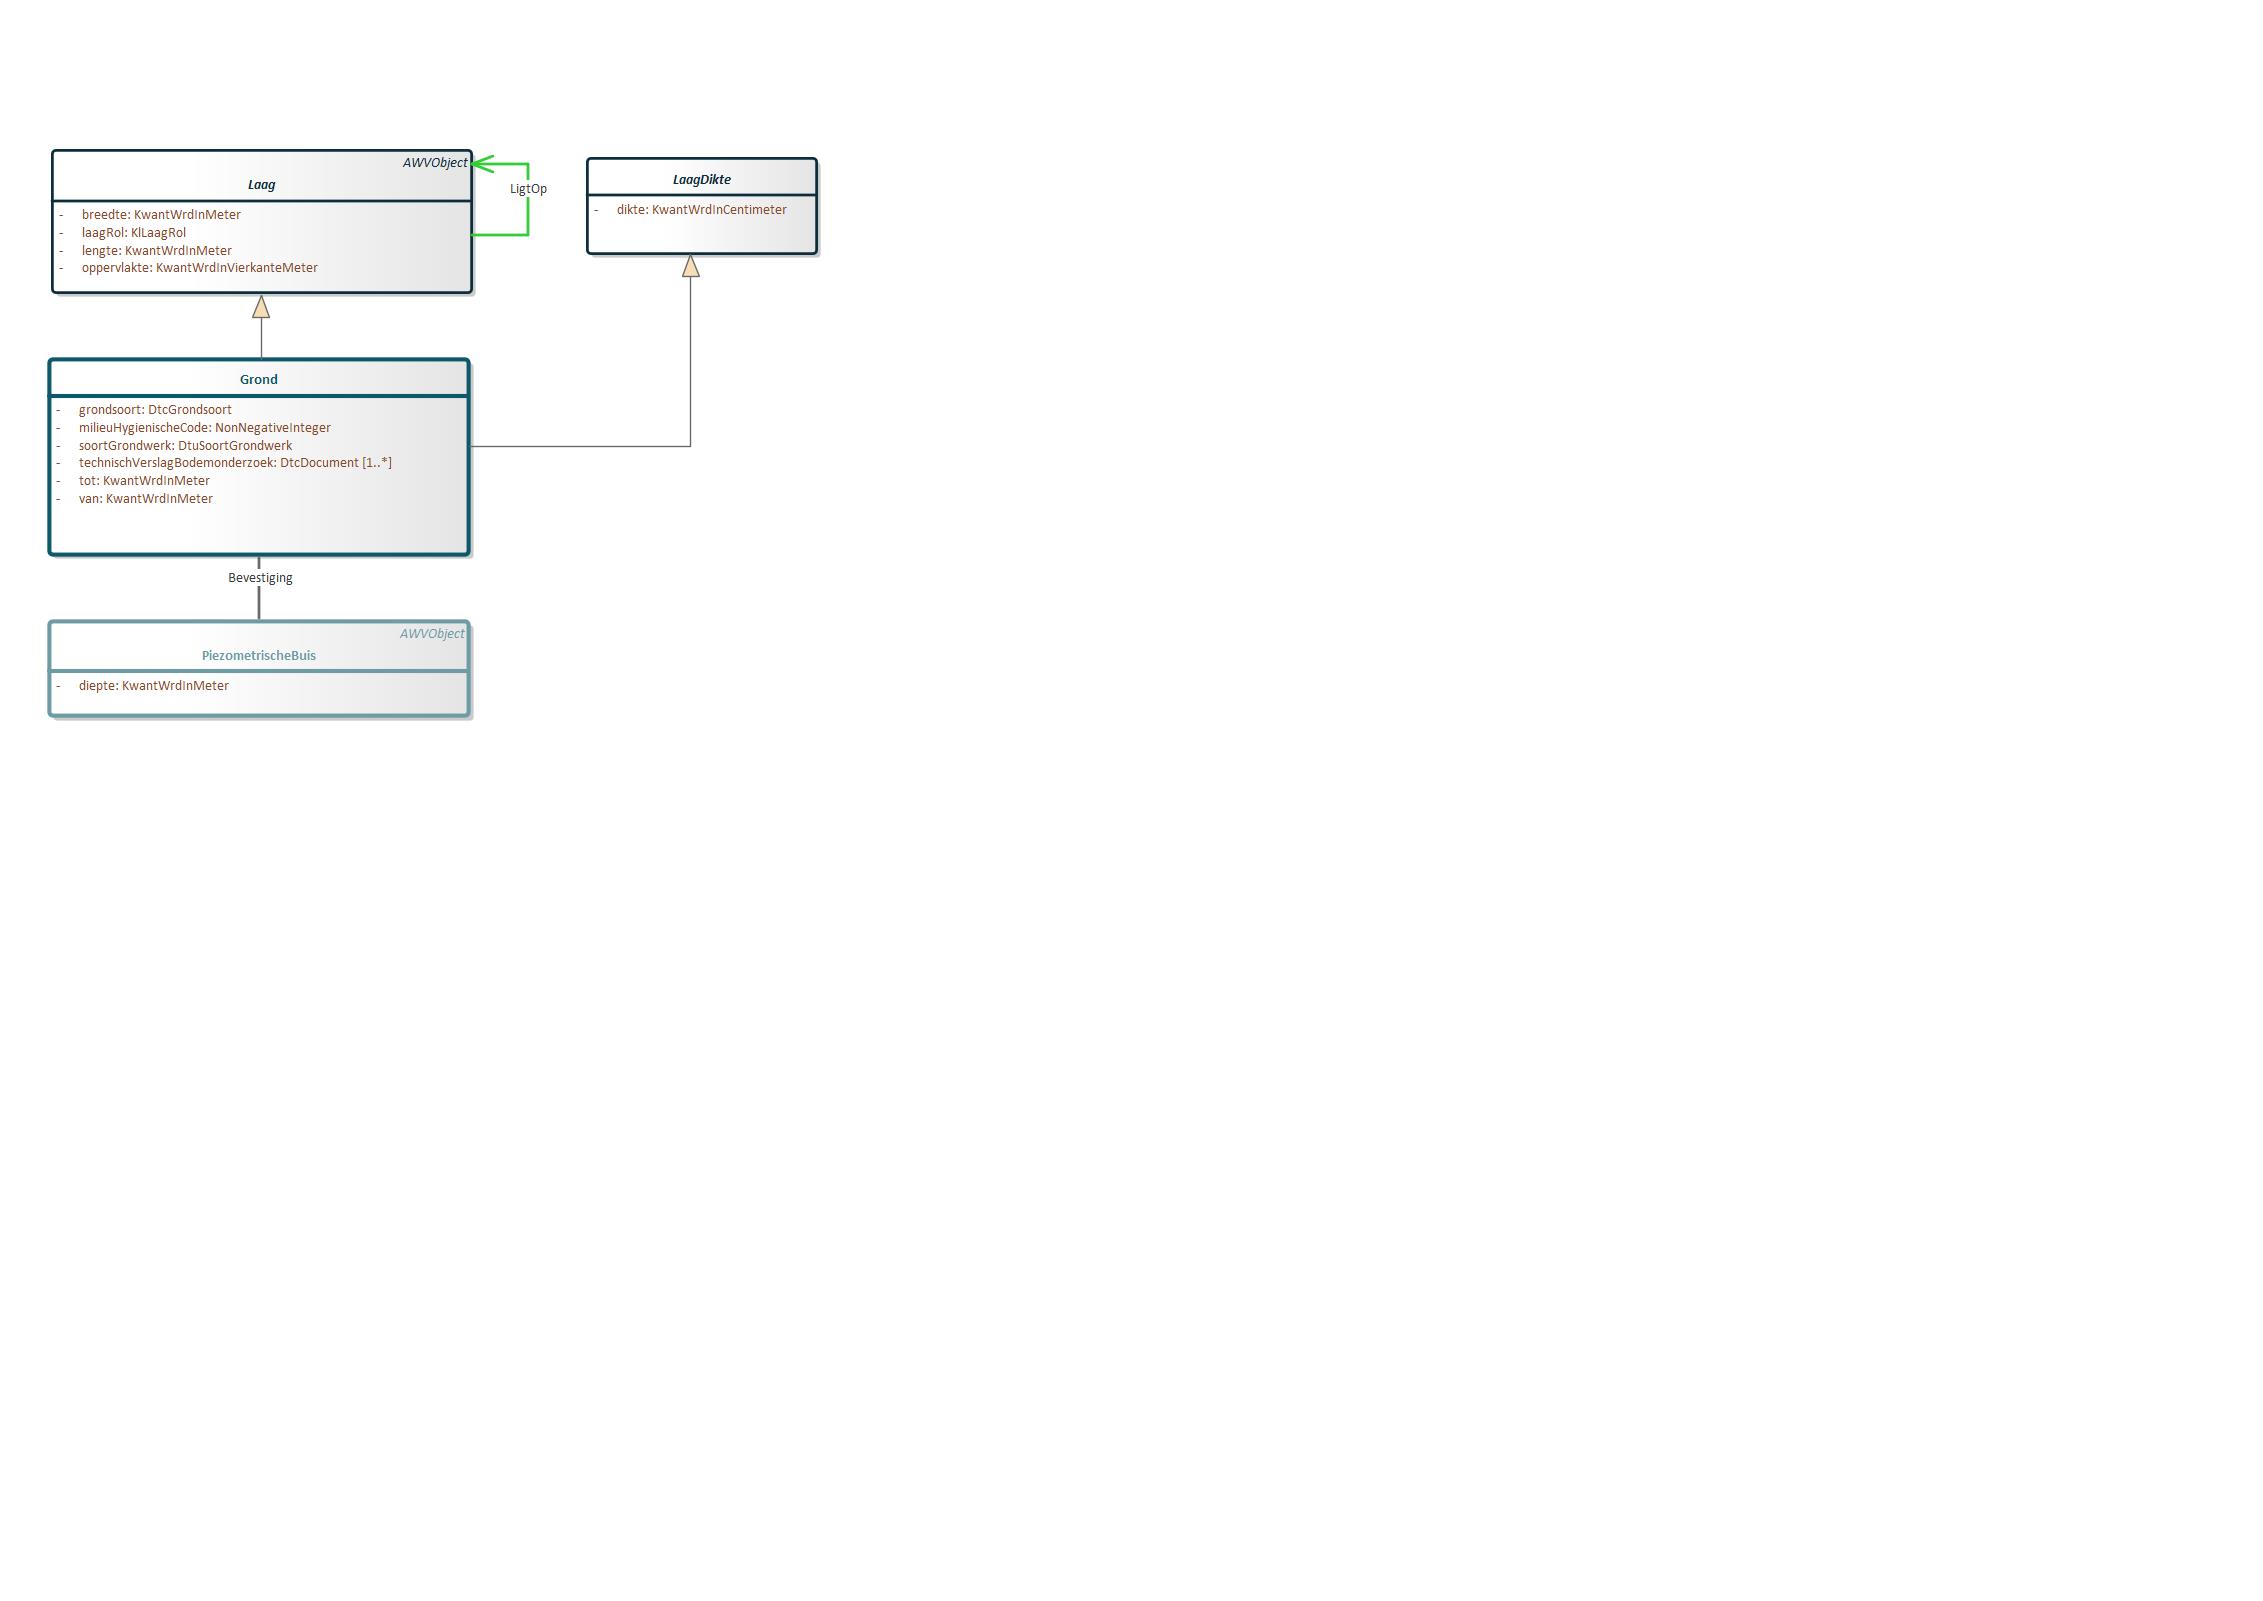 AWVObject
Laag
- breedte: KwantWrdInMeter
- laagRol: KlLaagRol
- lengte: KwantWrdInMeter
- oppervlakte: KwantWrdInVierkanteMeter
LigtOp
LaagDikte
- dikte: KwantWrdInCentimeter
Grond
- grondsoort: DtcGrondsoort
- milieuHygienischeCode: NonNegativeInteger
- soortGrondwerk: DtuSoortGrondwerk
- technischVerslagBodemonderzoek: DtcDocument [1..*]
- tot: KwantWrdInMeter
- van: KwantWrdInMeter
Bevestiging
AWVObject
PiezometrischeBuis
- diepte: KwantWrdInMeter